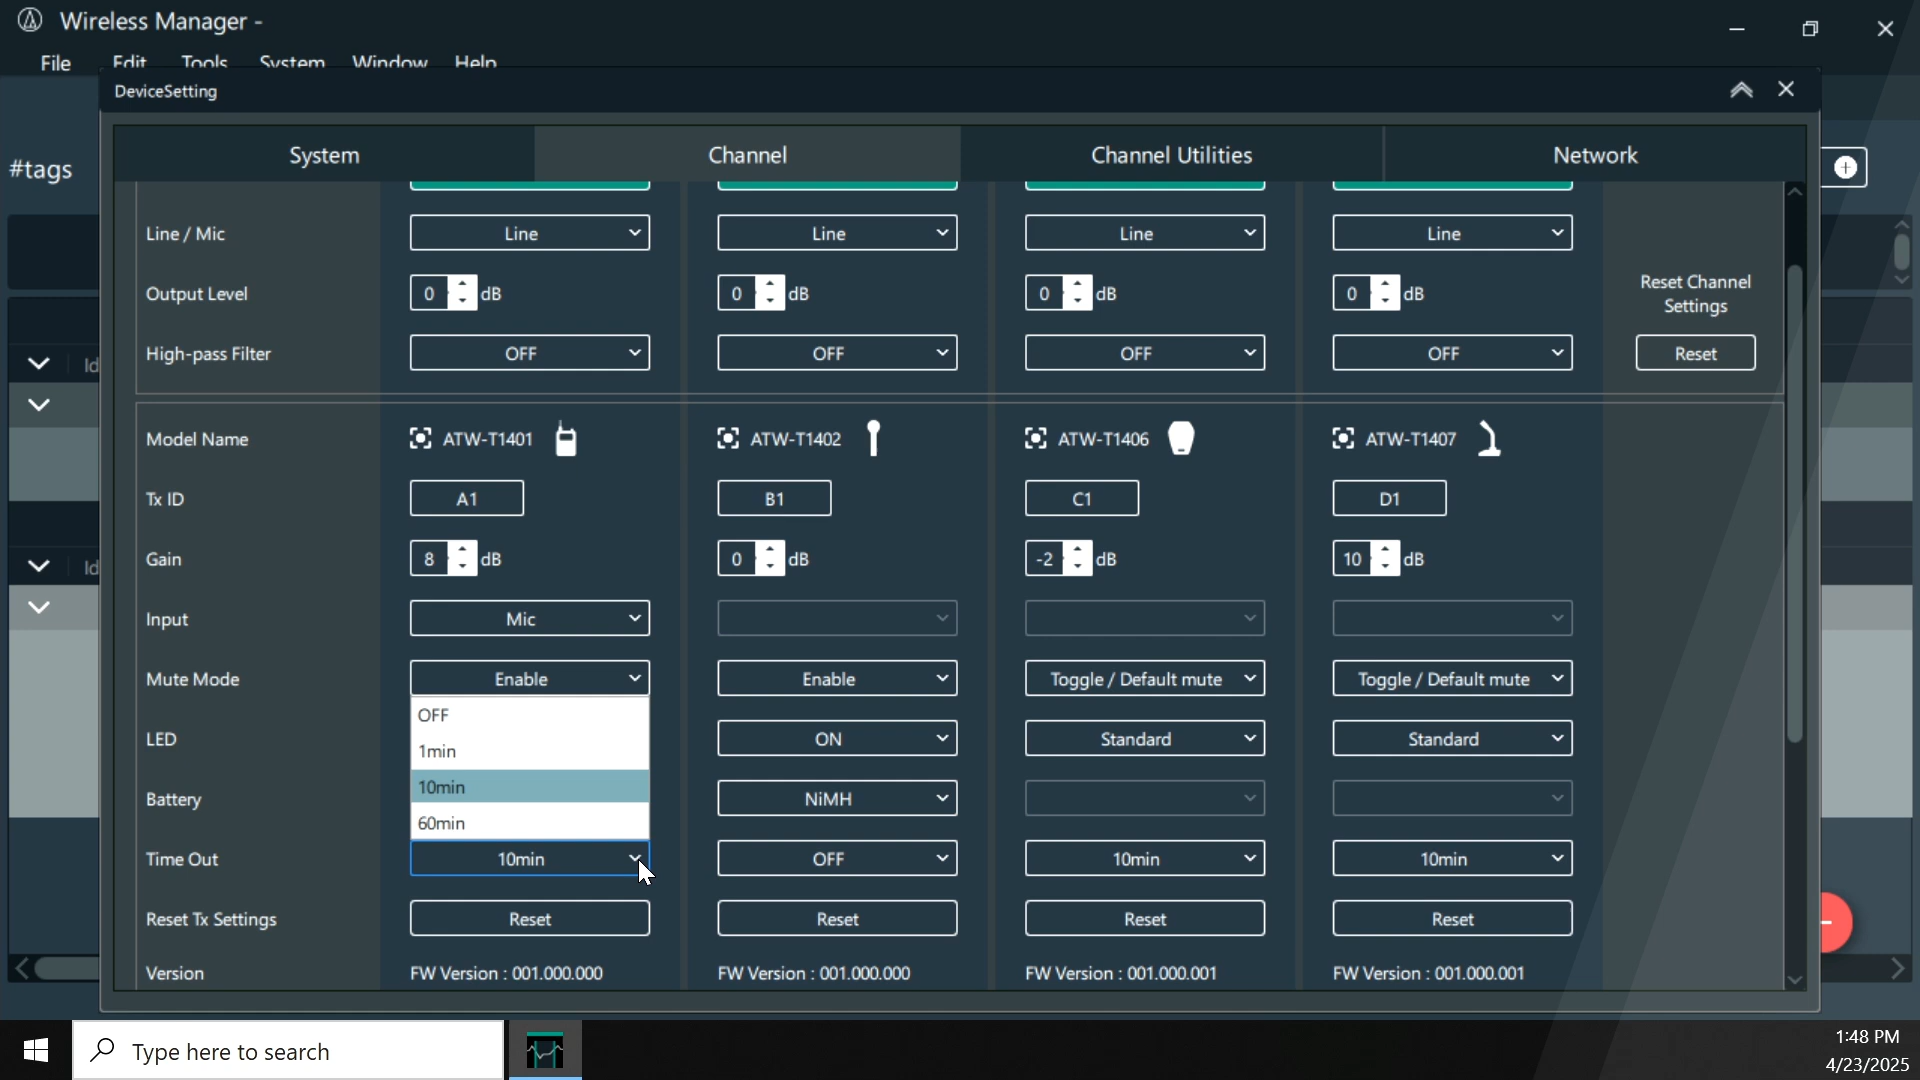 Wireless Manager -
File Edit Tools System Window Help
DeviceSetting
#tags
System Channel Channel Utilities Network
Line / Mic Line Line Line Line
Output Level 0 dB 0 dB 0 dB 0 dB
Reset Channel
Settings
High-pass Filter OFF OFF OFF OFF Reset
Id
Model Name ATW-T1401 ATW-T1402 ATW-T1406 ATW-T1407
Tx ID A1 B1 C1 D1
Gain 8 dB 0 dB -2 dB 10 dB
Id
Input Mic
Mute Mode Enable Enable Toggle / Default mute Toggle / Default mute
OFF
LED ON Standard Standard
1min
10min
Battery NiMH
60min
Time Out 10min OFF 10min 10min
Reset Tx Settings Reset Reset Reset Reset
Version FW Version : 001.000.000 FW Version : 001.000.000 FW Version : 001.000.001 FW Version : 001.000.001
Type here to search
1:48 PM
4/23/2025